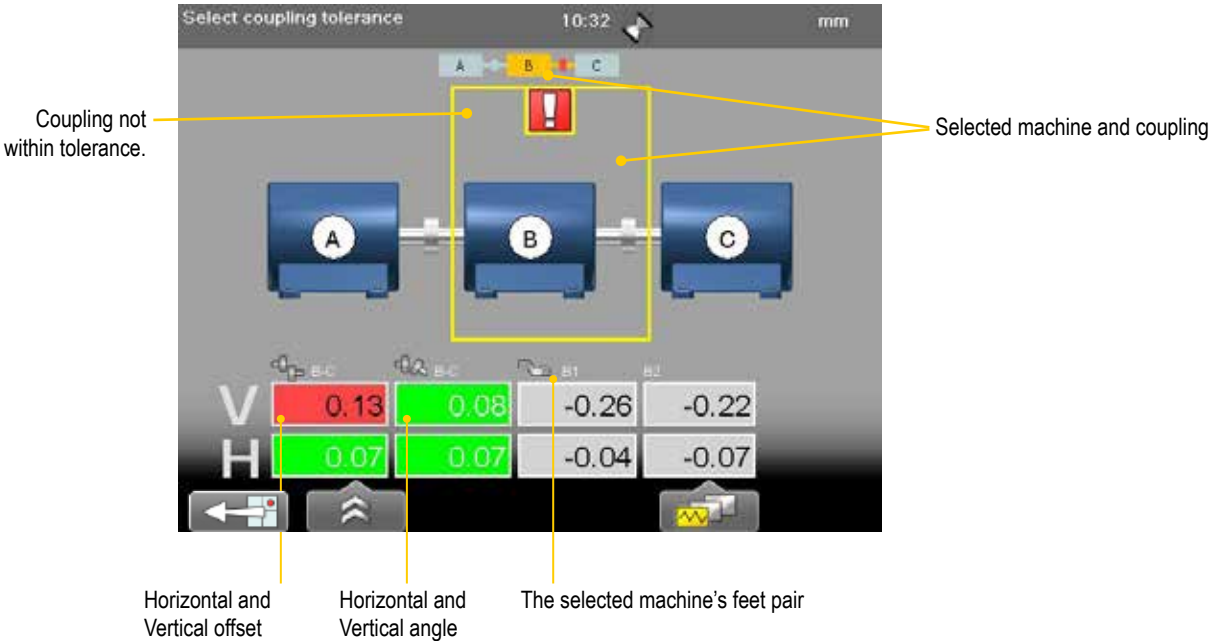 Select coupling tolerance 10:32 mm
A B C
Coupling not
within tolerance.
Selected machine and coupling
A B C
B-C B-C B1 B2
V 0.13 0.08 -0.26 -0.22
H 0.07 0.07 -0.04 -0.07
Horizontal and
Vertical offset
Horizontal and
Vertical angle
The selected machine's feet pair